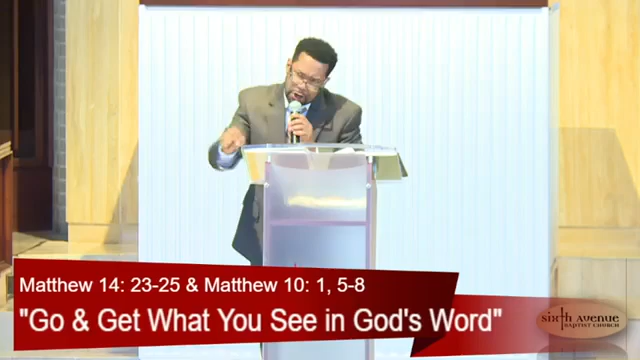 Matthew 14: 23-25 & Matthew 10: 1, 5-8
"Go & Get What You See in God's Word"
sixth avenue
BAPTIST CHURCH